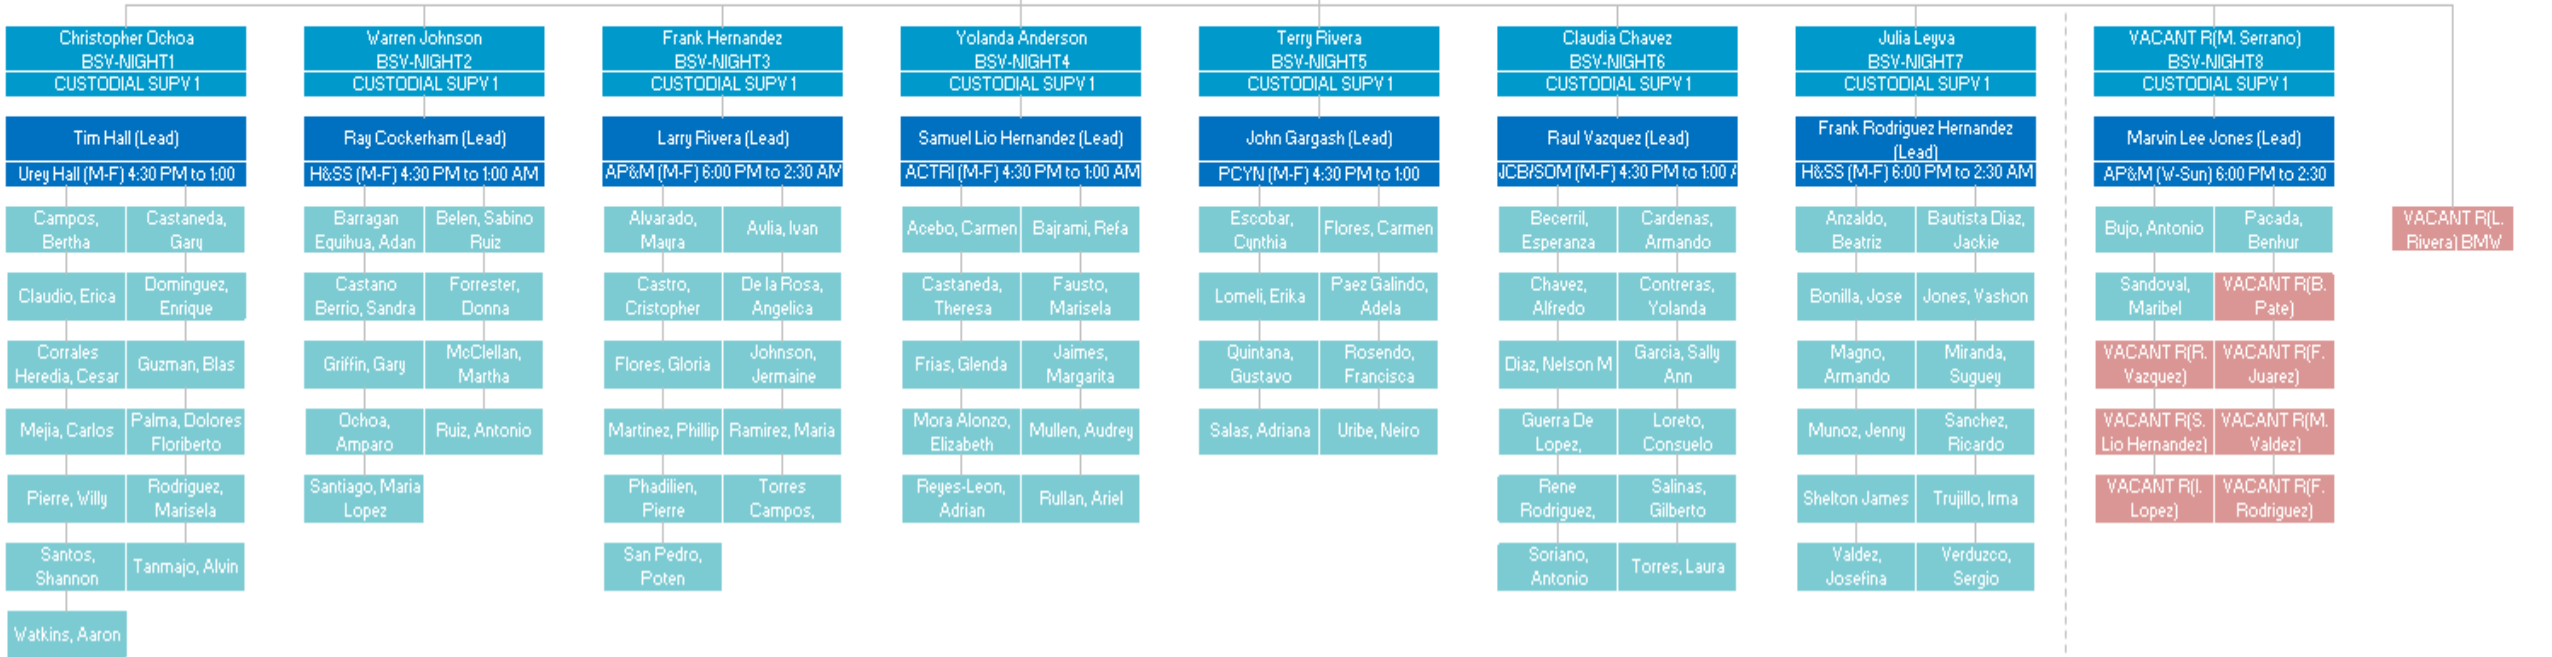 Christopher Ochoa
BSV-NIGHT1
CUSTODIAL SUPV 1
Tim Hall (Lead)
Urey Hall (M-F) 4:30 PM to 1:00
Campos,
Bertha
Castaneda,
Gary
Claudio, Erica
Dominguez,
Enrique
Corrales
Heredia, Cesar
Guzman, Blas
Mejia, Carlos
Palma, Dolores
Floriberto
Pierre, Willy
Rodriguez,
Marisela
Santos,
Shannon
Tanmajo, Alvin
Watkins, Aaron
Warren Johnson
BSV-NIGHT2
CUSTODIAL SUPV 1
Ray Cockerham (Lead)
H&SS (M-F) 4:30 PM to 1:00 AM
Barragan
Equihua, Adan
Belen, Sabino
Ruiz
Castano
Berrio, Sandra
Forrester,
Donna
Griffin, Gary
McClellan,
Martha
Ochoa,
Amparo
Ruiz, Antonio
Santiago, Maria
Lopez
Frank Hernandez
BSV-NIGHT3
CUSTODIAL SUPV 1
Larry Rivera (Lead)
AP&M (M-F) 6:00 PM to 2:30 AM
Alvarado,
Mayra
Avlia, Ivan
Castro,
Cristopher
De la Rosa,
Angelica
Flores, Gloria
Johnson,
Jermaine
Martinez, Phillip
Ramirez, Maria
Phadilien,
Pierre
Torres
Campos,
San Pedro,
Poten
Yolanda Anderson
BSV-NIGHT4
CUSTODIAL SUPV 1
Samuel Lio Hernandez (Lead)
ACTRI (M-F) 4:30 PM to 1:00 AM
Acebo, Carmen
Bajrami, Refa
Castaneda,
Theresa
Fausto,
Marisela
Frias, Glenda
Jaimes,
Margarita
Mora Alonzo,
Elizabeth
Mullen, Audrey
Reyes-Leon,
Adrian
Rullan, Ariel
Terry Rivera
BSV-NIGHT5
CUSTODIAL SUPV 1
John Gargash (Lead)
PCYN (M-F) 4:30 PM to 1:00
Escobar,
Cynthia
Flores, Carmen
Lomeli, Erika
Paez Galindo,
Adela
Quintana,
Gustavo
Rosendo,
Francisca
Salas, Adriana
Uribe, Neiro
Claudia Chavez
BSV-NIGHT6
CUSTODIAL SUPV 1
Raul Vazquez (Lead)
JCB/SOM (M-F) 4:30 PM to 1:00 A
Becerril,
Esperanza
Cardenas,
Armando
Chavez,
Alfredo
Contreras,
Yolanda
Diaz, Nelson M
Garcia, Sally
Ann
Guerra De
Lopez,
Loreto,
Consuelo
Rene
Rodriguez,
Salinas,
Gilberto
Soriano,
Antonio
Torres, Laura
Julia Leyva
BSV-NIGHT7
CUSTODIAL SUPV 1
Frank Rodriguez Hernandez
(Lead)
H&SS (M-F) 6:00 PM to 2:30 AM
Anzaldo,
Beatriz
Bautista Diaz,
Jackie
Bonilla, Jose
Jones, Vashon
Magno,
Armando
Miranda,
Suguey
Munoz, Jenny
Sanchez,
Ricardo
Shelton James
Trujillo, Irma
Valdez,
Josefina
Verduzco,
Sergio
VACANT R(M. Serrano)
BSV-NIGHT8
CUSTODIAL SUPV 1
Marvin Lee Jones (Lead)
AP&M (W-Sun) 6:00 PM to 2:30
Bujo, Antonio
Pacada,
Benhur
Sandoval,
Maribel
VACANT R(B.
Pate)
VACANT R(R.
Vazquez)
VACANT R(F.
Juarez)
VACANT R(S.
Lio Hernandez)
VACANT R(M.
Valdez)
VACANT R(I.
Lopez)
VACANT R(F.
Rodriguez)
VACANT R(L.
Rivera) BMW